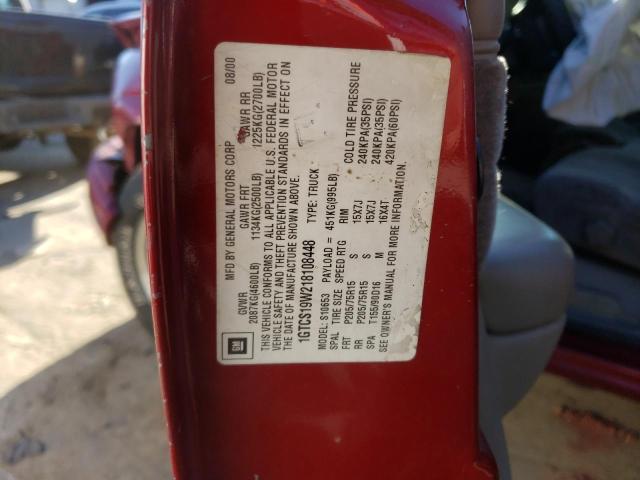 GM
MFD BY GENERAL MOTORS CORP 08/00
GVWR GAWR FRT GAWR RR
2087KG(4600LB) 1134KG(2500LB) 1225KG(2700LB)
THIS VEHICLE CONFORMS TO ALL APPLICABLE U.S. FEDERAL MOTOR
VEHICLE SAFETY AND THEFT PREVENTION STANDARDS IN EFFECT ON
THE DATE OF MANUFACTURE SHOWN ABOVE.
1GTCS19W218108448 TYPE: TRUCK
MODEL: S10653 PAYLOAD = 451KG(995LB)
SPAL TIRE SIZE SPEED RTG RIM COLD TIRE PRESSURE
FRT P205/75R15 S 15X7J 240KPA(35PSI)
RR P205/75R15 S 15X7J 240KPA(35PSI)
SPA T155/90D16 M 16X4T 420KPA(60PSI)
SEE OWNER'S MANUAL FOR MORE INFORMATION.